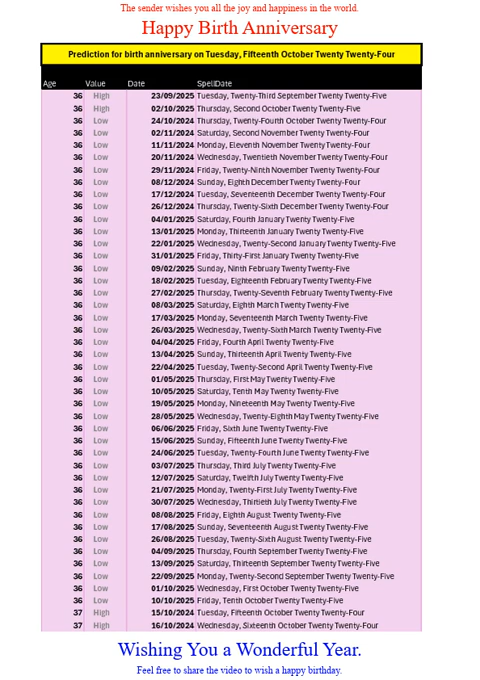 The sender wishes you all the joy and happiness in the world.
Happy Birth Anniversary
Prediction for birth anniversary on Tuesday, Fifteenth October Twenty Twenty-Four
Age Value Date SpellDate
36 High 23/09/2025 Tuesday, Twenty-Third September Twenty Twenty-Five
36 High 02/10/2025 Thursday, Second October Twenty Twenty-Five
36 Low 24/10/2024 Thursday, Twenty-Fourth October Twenty Twenty-Four
36 Low 02/11/2024 Saturday, Second November Twenty Twenty-Four
36 Low 11/11/2024 Monday, Eleventh November Twenty Twenty-Four
36 Low 20/11/2024 Wednesday, Twentieth November Twenty Twenty-Four
36 Low 29/11/2024 Friday, Twenty-Ninth November Twenty Twenty-Four
36 Low 08/12/2024 Sunday, Eighth December Twenty Twenty-Four
36 Low 17/12/2024 Tuesday, Seventeenth December Twenty Twenty-Four
36 Low 26/12/2024 Thursday, Twenty-Sixth December Twenty Twenty-Four
36 Low 04/01/2025 Saturday, Fourth January Twenty Twenty-Five
36 Low 13/01/2025 Monday, Thirteenth January Twenty Twenty-Five
36 Low 22/01/2025 Wednesday, Twenty-Second January Twenty Twenty-Five
36 Low 31/01/2025 Friday, Thirty-First January Twenty Twenty-Five
36 Low 09/02/2025 Sunday, Ninth February Twenty Twenty-Five
36 Low 18/02/2025 Tuesday, Eighteenth February Twenty Twenty-Five
36 Low 27/02/2025 Thursday, Twenty-Seventh February Twenty Twenty-Five
36 Low 08/03/2025 Saturday, Eighth March Twenty Twenty-Five
36 Low 17/03/2025 Monday, Seventeenth March Twenty Twenty-Five
36 Low 26/03/2025 Wednesday, Twenty-Sixth March Twenty Twenty-Five
36 Low 04/04/2025 Friday, Fourth April Twenty Twenty-Five
36 Low 13/04/2025 Sunday, Thirteenth April Twenty Twenty-Five
36 Low 22/04/2025 Tuesday, Twenty-Second April Twenty Twenty-Five
36 Low 01/05/2025 Thursday, First May Twenty Twenty-Five
36 Low 10/05/2025 Saturday, Tenth May Twenty Twenty-Five
36 Low 19/05/2025 Monday, Nineteenth May Twenty Twenty-Five
36 Low 28/05/2025 Wednesday, Twenty-Eighth May Twenty Twenty-Five
36 Low 06/06/2025 Friday, Sixth June Twenty Twenty-Five
36 Low 15/06/2025 Sunday, Fifteenth June Twenty Twenty-Five
36 Low 24/06/2025 Tuesday, Twenty-Fourth June Twenty Twenty-Five
36 Low 03/07/2025 Thursday, Third July Twenty Twenty-Five
36 Low 12/07/2025 Saturday, Twelfth July Twenty Twenty-Five
36 Low 21/07/2025 Monday, Twenty-First July Twenty Twenty-Five
36 Low 30/07/2025 Wednesday, Thirtieth July Twenty Twenty-Five
36 Low 08/08/2025 Friday, Eighth August Twenty Twenty-Five
36 Low 17/08/2025 Sunday, Seventeenth August Twenty Twenty-Five
36 Low 26/08/2025 Tuesday, Twenty-Sixth August Twenty Twenty-Five
36 Low 04/09/2025 Thursday, Fourth September Twenty Twenty-Five
36 Low 13/09/2025 Saturday, Thirteenth September Twenty Twenty-Five
36 Low 22/09/2025 Monday, Twenty-Second September Twenty Twenty-Five
36 Low 01/10/2025 Wednesday, First October Twenty Twenty-Five
36 Low 10/10/2025 Friday, Tenth October Twenty Twenty-Five
37 High 15/10/2024 Tuesday, Fifteenth October Twenty Twenty-Four
37 High 16/10/2024 Wednesday, Sixteenth October Twenty Twenty-Four
Wishing You a Wonderful Year.
Feel free to share the video to wish a happy birthday.